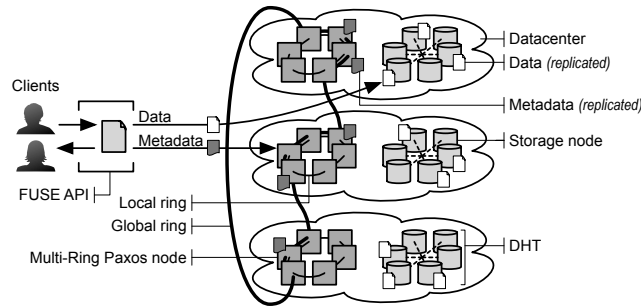 Datacenter
Data (replicated)
Clients
Data
Metadata (replicated)
Metadata
Storage node
FUSE API
Local ring
Global ring
DHT
Multi-Ring Paxos node